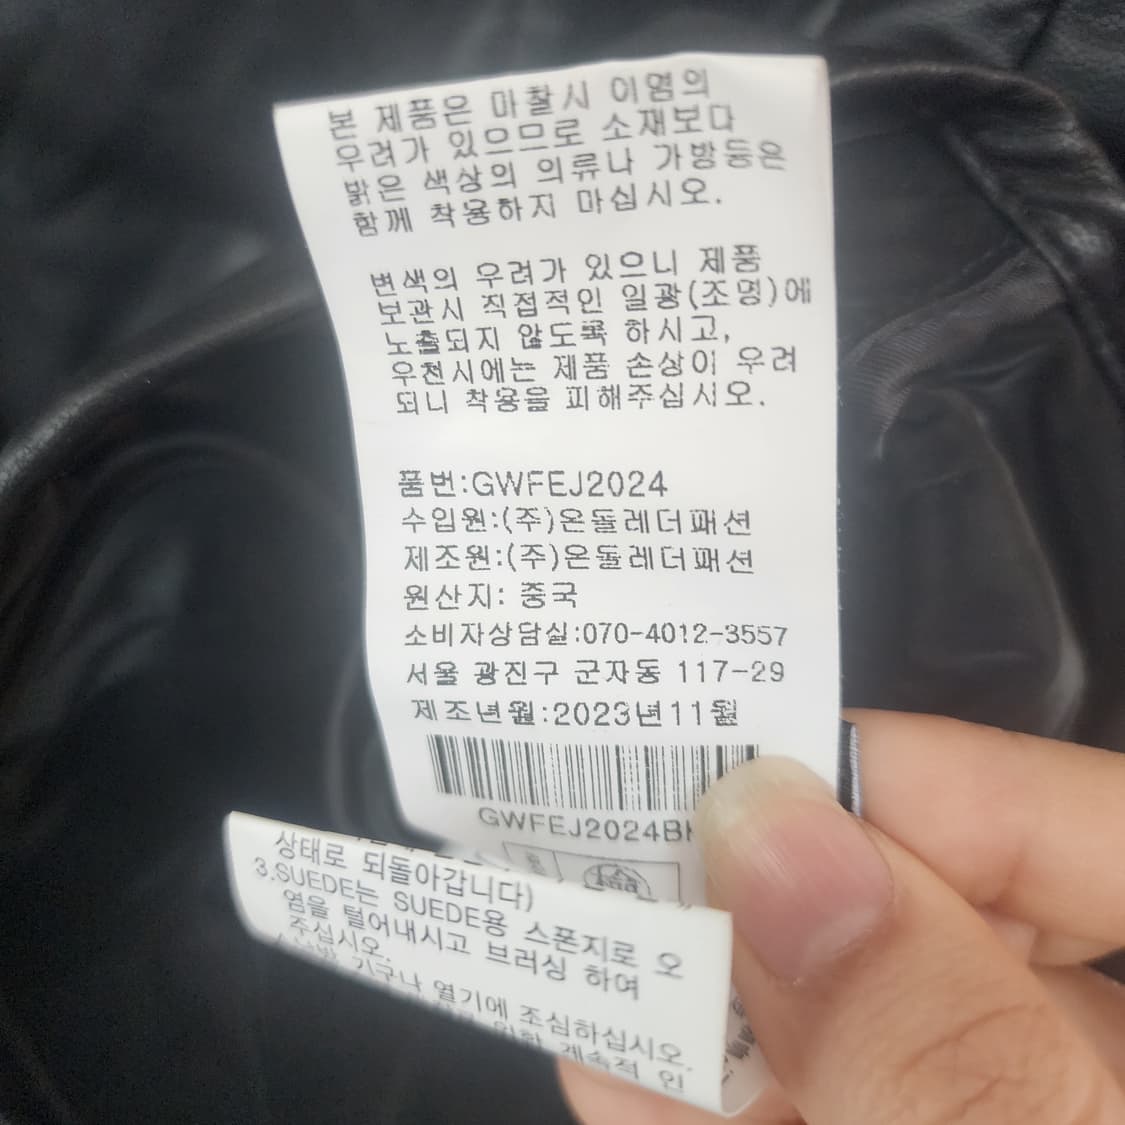 본 제품은 마찰시 이염의
우려가 있으므로 소재보다
밝은 색상의 의류나 가방등은
함께 착용하지 마십시오.
변색의 우려가 있으니 제품
보관시 직접적인 일광(조명)에
노출되지 않도록 하시고,
우천시에는 제품 손상이 우려
되니 착용을 피해주십시오.
품번:GWFEJ2024
수입원:(주)온돌레더패션
제조원:(주)온돌레더패션
원산지: 중국
소비자상담실:070-4012-3557
서울 광진구 군자동 117-29
제조년월:2023년11월
GWFEJ2024B
상태로 되돌아갑니다)
3.SUEDE는 SUEDE용 스폰지로 오
염을 털어내시고 브러싱 하여
주십시오.
기구나 열기에 조심하십시오.
계속적 인